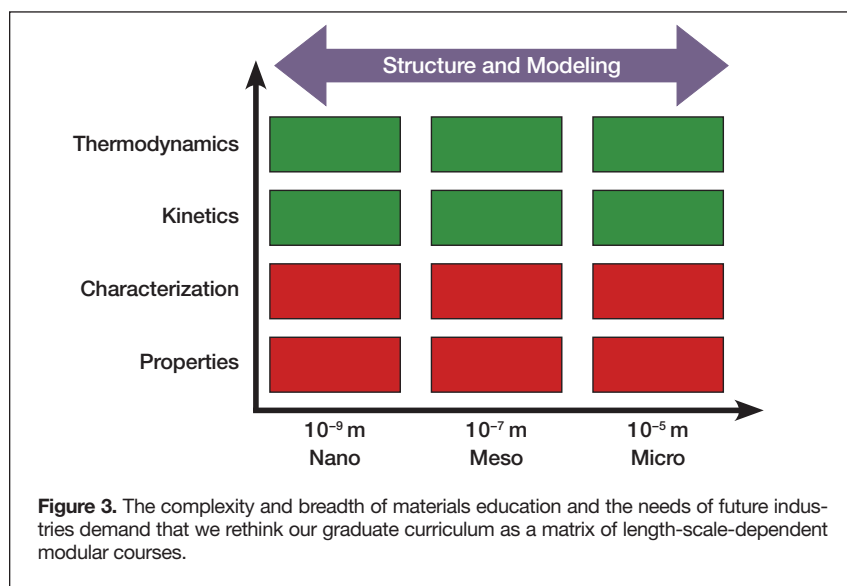 Structure and Modeling
Thermodynamics
Kinetics
Characterization
Properties
10⁻⁹ m 10⁻⁷ m 10⁻⁵ m
Nano Meso Micro
Figure 3. The complexity and breadth of materials education and the needs of future indus-
tries demand that we rethink our graduate curriculum as a matrix of length-scale-dependent
modular courses.